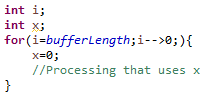 int i;
int x;
for(i=bufferLength;i-->0;){
    x=0;
    //Processing that uses x
}